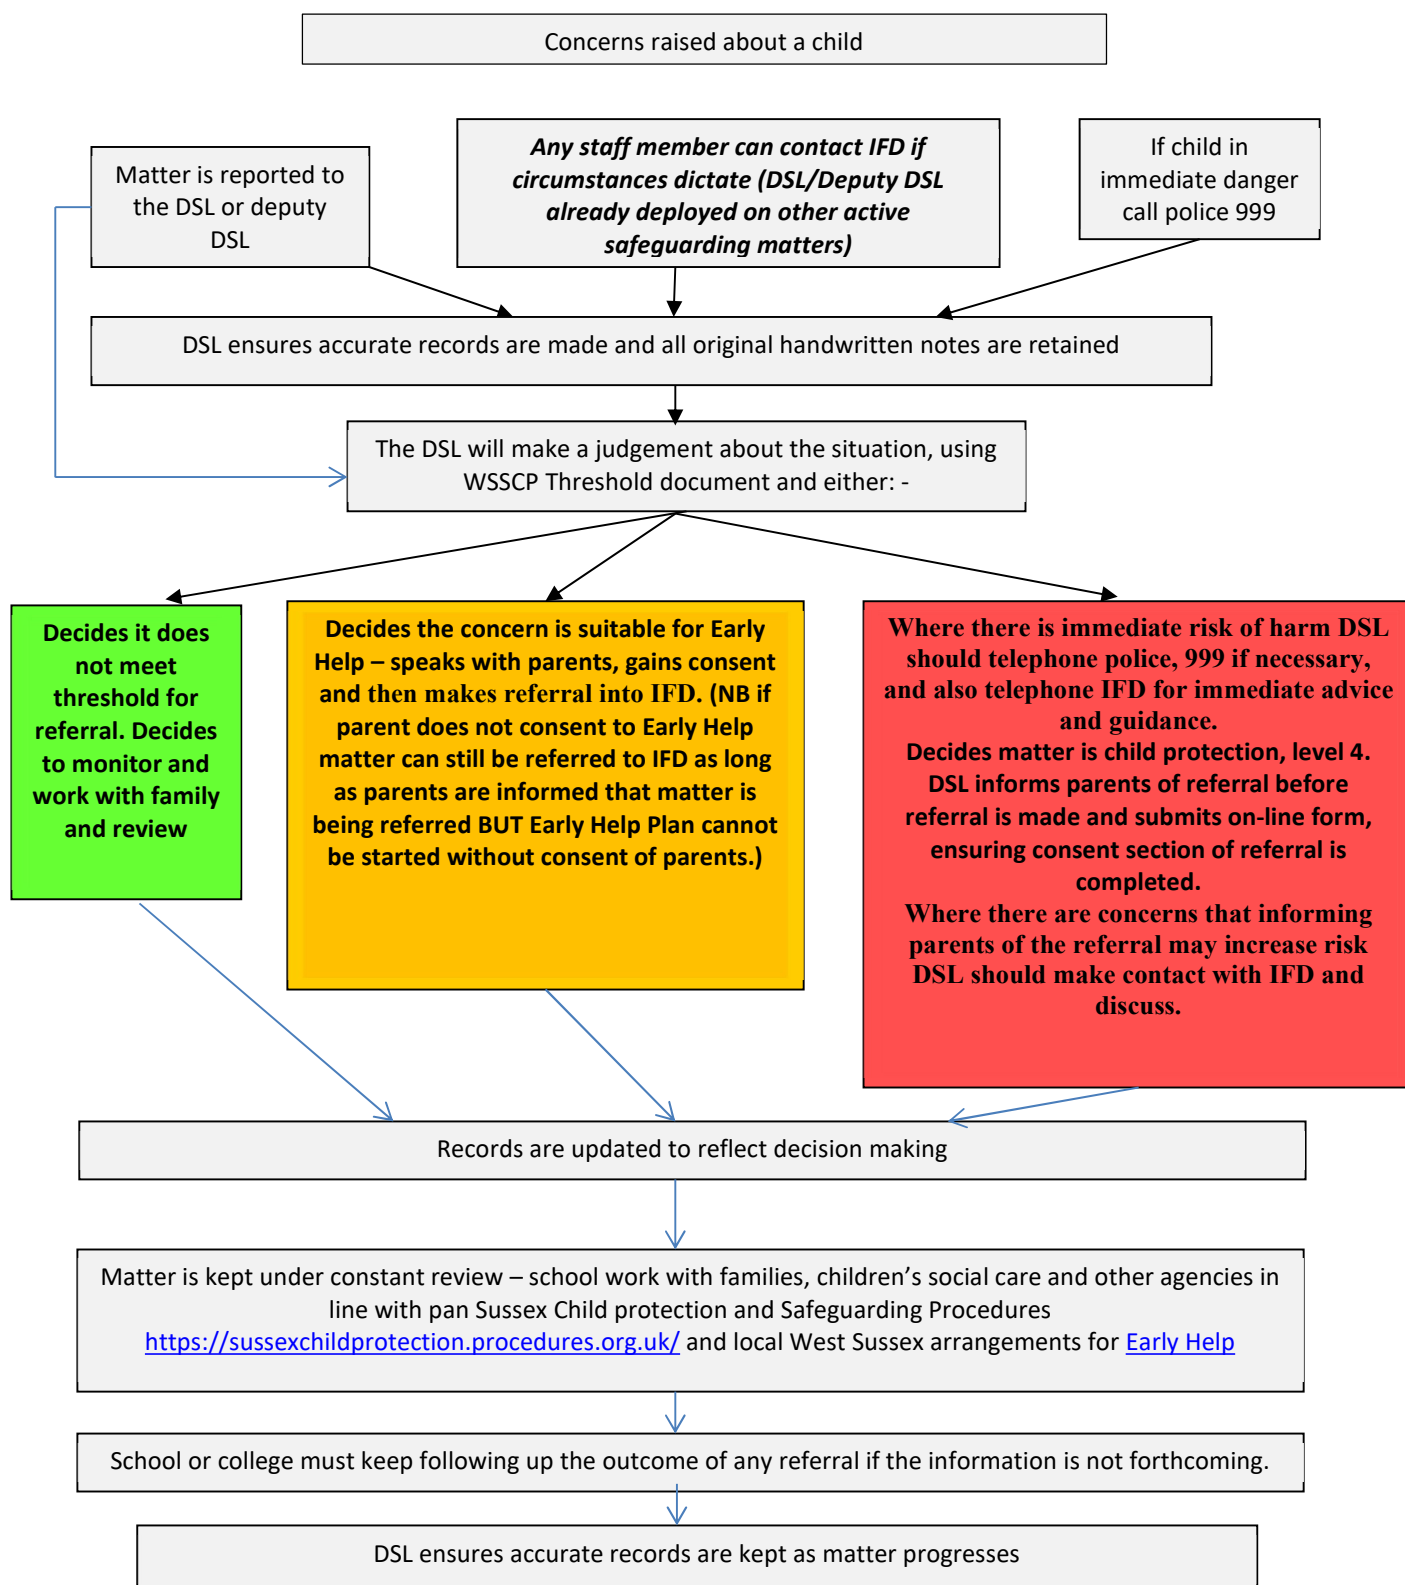 Concerns raised about a child
Matter is reported to
the DSL or deputy
DSL
Any staff member can contact IFD if
circumstances dictate (DSL/Deputy DSL
already deployed on other active
safeguarding matters)
If child in
immediate danger
call police 999
DSL ensures accurate records are made and all original handwritten notes are retained
The DSL will make a judgement about the situation, using
WSSCP Threshold document and either: -
Decides it does
not meet
threshold for
referral. Decides
to monitor and
work with family
and review
Decides the concern is suitable for Early
Help – speaks with parents, gains consent
and then makes referral into IFD. (NB if
parent does not consent to Early Help
matter can still be referred to IFD as long
as parents are informed that matter is
being referred BUT Early Help Plan cannot
be started without consent of parents.)
Where there is immediate risk of harm DSL
should telephone police, 999 if necessary,
and also telephone IFD for immediate advice
and guidance.
Decides matter is child protection, level 4.
DSL informs parents of referral before
referral is made and submits on-line form,
ensuring consent section of referral is
completed.
Where there are concerns that informing
parents of the referral may increase risk
DSL should make contact with IFD and
discuss.
Records are updated to reflect decision making
Matter is kept under constant review – school work with families, children’s social care and other agencies in
line with pan Sussex Child protection and Safeguarding Procedures
https://sussexchildprotection.procedures.org.uk/ and local West Sussex arrangements for Early Help
School or college must keep following up the outcome of any referral if the information is not forthcoming.
DSL ensures accurate records are kept as matter progresses